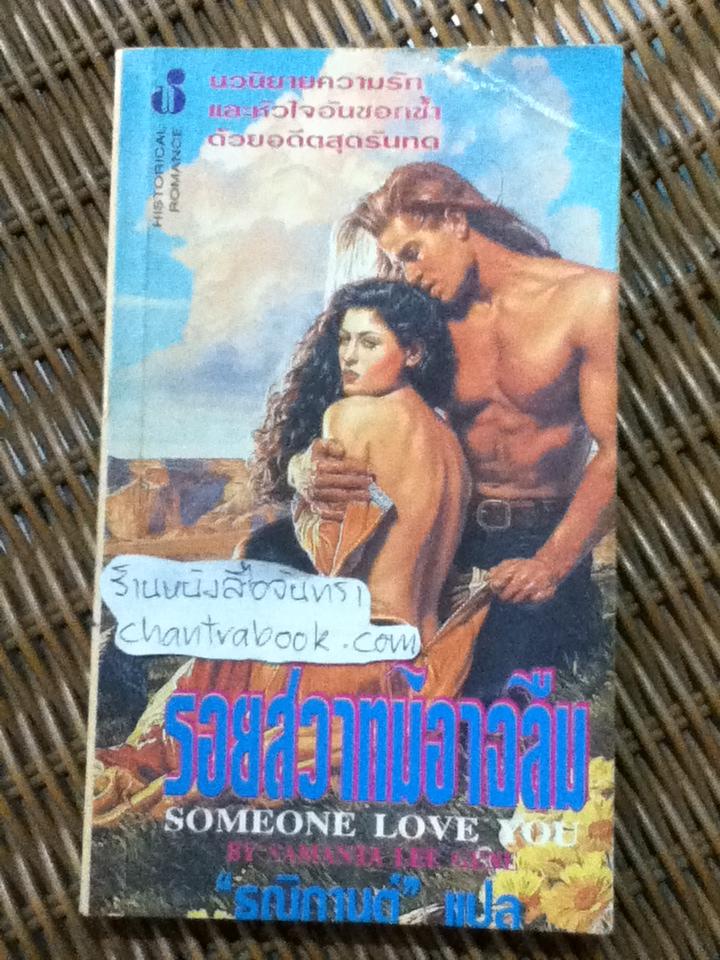 นวนิยายความรัก
และหัวใจอันชอกช้ำ
ด้วยอดีตสุดรันทด
HISTORICAL
ROMANCE
ร้านหนังสือจันทรา
chantrabook.com
รอยสวาทมิอาจลืม
SOMEONE LOVE YOU
BY SAMANTA LEE
"ธณิกานต์" แปล